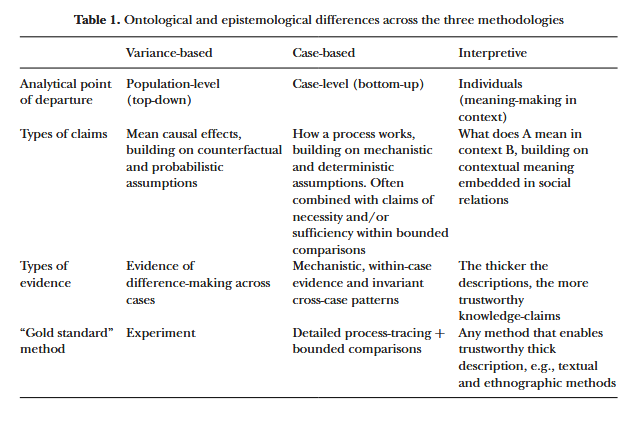 Table 1. Ontological and epistemological differences across the three methodologies
Variance-based Case-based Interpretive
Analytical point of departure Population-level (top-down) Case-level (bottom-up) Individuals (meaning-making in context)
Types of claims Mean causal effects, building on counterfactual and probabilistic assumptions How a process works, building on mechanistic and deterministic assumptions. Often combined with claims of necessity and/or sufficiency within bounded comparisons What does A mean in context B, building on contextual meaning embedded in social relations
Types of evidence Evidence of difference-making across cases Mechanistic, within-case evidence and invariant cross-case patterns The thicker the descriptions, the more trustworthy knowledge-claims
“Gold standard” method Experiment Detailed process-tracing + bounded comparisons Any method that enables trustworthy thick description, e.g., textual and ethnographic methods